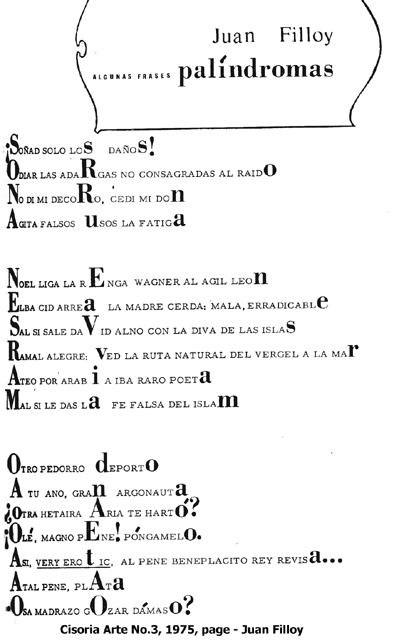 Juan Filloy
ALGUNAS FRASES palíndromas
¡SOÑAD SOLO LOs DAÑOs!
ODIAR LAS ADARGAS NO CONSAGRADAS AL RAIDO
NO DI MI DECORO, CEDI MI DOn
AGITA FALSOS uSOS LA FATIGa
NOEL LIGA LA RENGA WAGNER AL AGIL LEOn
ELBA CID ARREa LA MADRE CERDA: MALA, ERRADICABLe
SAL SI SALE DAVID ALNO CON LA DIVA DE LAS ISLAs
RAMAL ALEGRE: VED LA RUTA NATURAL DEL VERGEL A LA MAr
ATEO POR ARABiA IBA RARO POETa
MAL SI LE DAS La FE FALSA DEL ISLAm
OTRO PEDORRO dEPORTO
A TU ANO, GRAn ARGONAUTa
¿OTRA HETAIRA ARIA TE HARTÓ?
¡OLÉ, MAGNO PENE! PÓNGAMELO.
ASI, VERY EROtIC, AL PENE BENEPLACITO REY REVISa...
ATAL PENE, PLATa
¿OSA MADRAZO GOZAR DÁMASO?
Cisoria Arte No.3, 1975, page - Juan Filloy